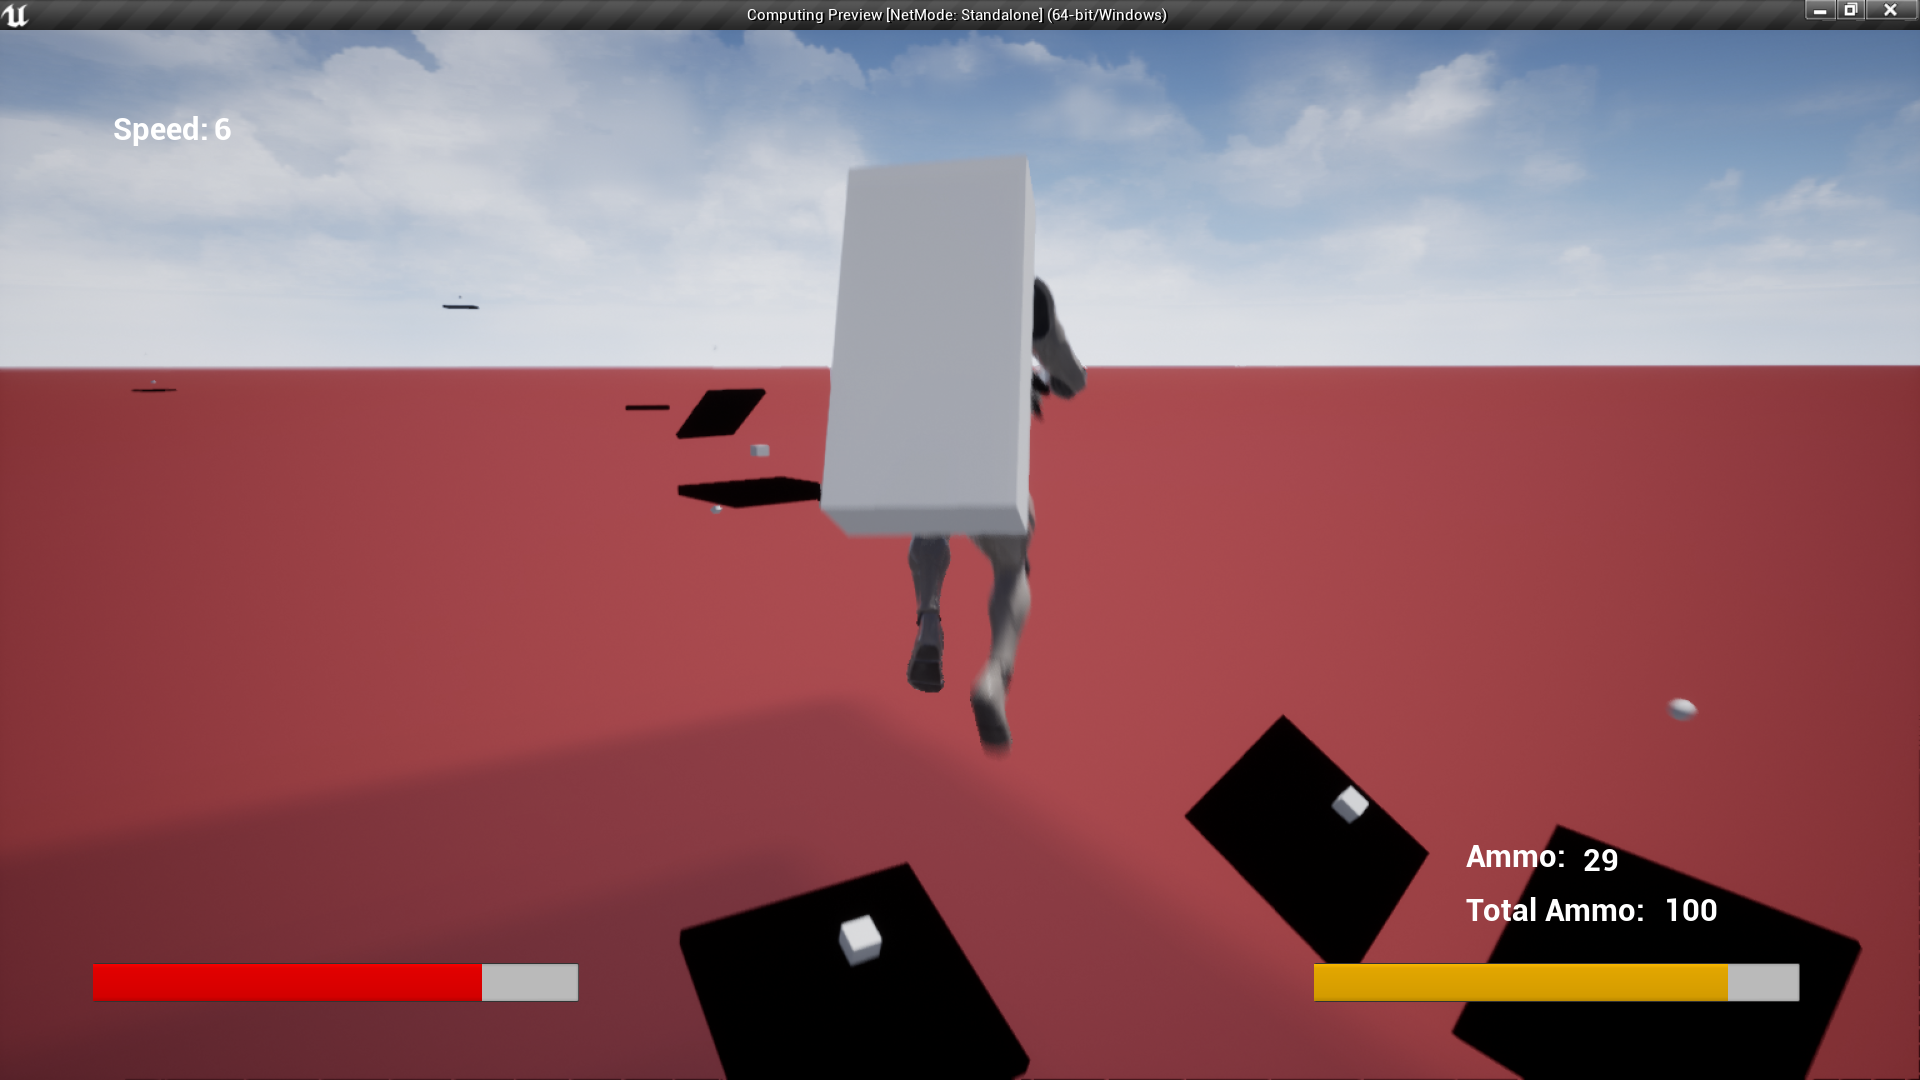 Computing Preview [NetMode: Standalone] (64-bit/Windows)
Speed: 6
Ammo: 29
Total Ammo: 100